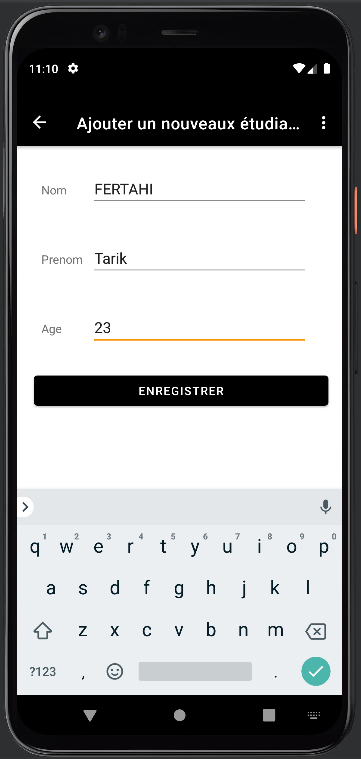 11:10
Ajouter un nouveaux étudia...
Nom FERTAHI
Prenom Tarik
Age 23
ENREGISTRER
1 2 3 4 5 6 7 8 9 0
q w e r t y u i o p
a s d f g h j k l
z x c v b n m
?123 , .